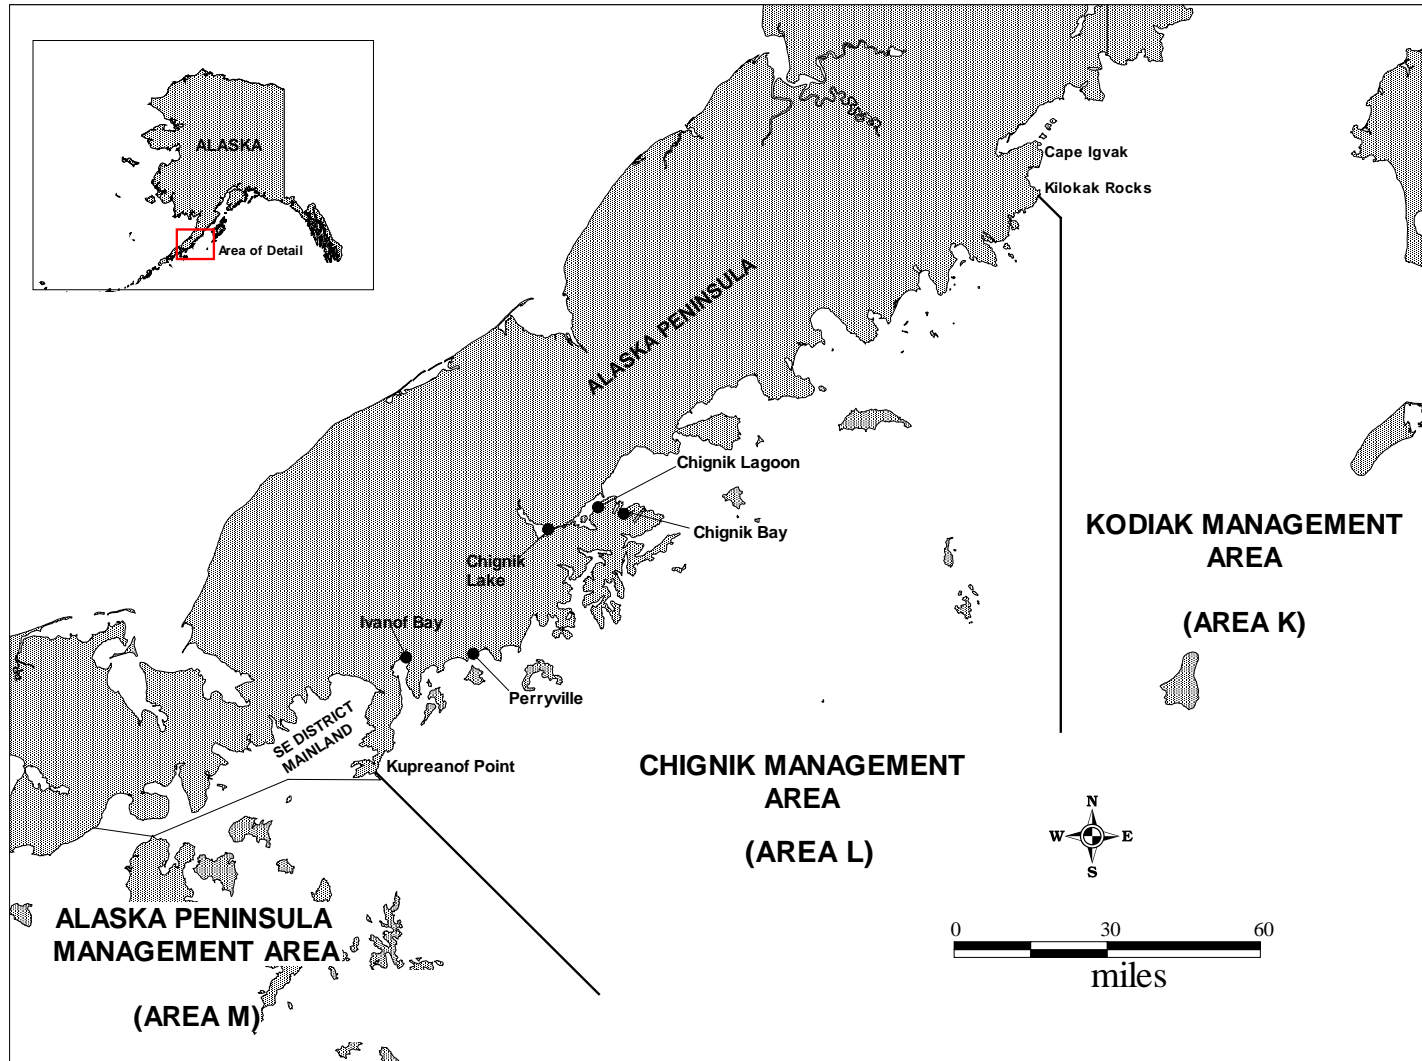 ALASKA
Area of Detail
Cape Igvak
Kilokak Rocks
ALASKA PENINSULA
Chignik Lagoon
Chignik Bay
Chignik
Lake
Ivanof Bay
Perryville
SE DISTRICT
MAINLAND
Kupreanof Point
KODIAK MANAGEMENT
AREA
(AREA K)
CHIGNIK MANAGEMENT
AREA
(AREA L)
ALASKA PENINSULA
MANAGEMENT AREA
(AREA M)
N
W E
S
0 30 60
miles